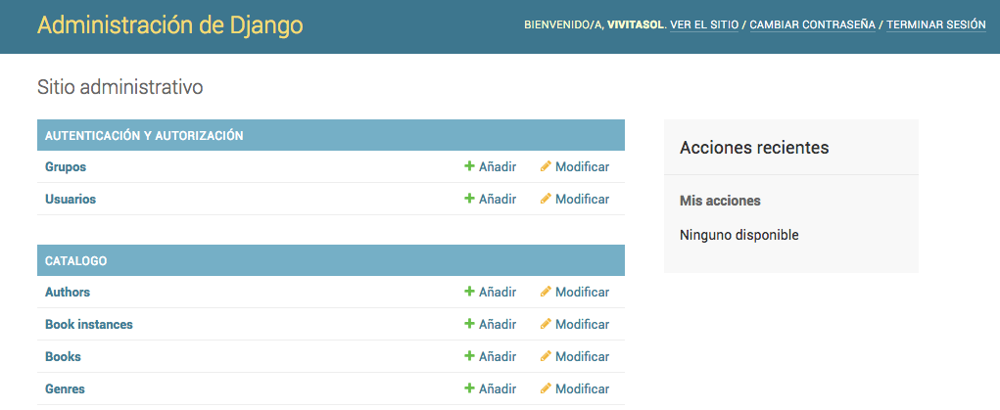 Administración de Django
BIENVENIDO/A, VIVITASOL. VER EL SITIO / CAMBIAR CONTRASEÑA / TERMINAR SESIÓN
Sitio administrativo
AUTENTICACIÓN Y AUTORIZACIÓN
Grupos Añadir Modificar
Usuarios Añadir Modificar
CATALOGO
Authors Añadir Modificar
Book instances Añadir Modificar
Books Añadir Modificar
Genres Añadir Modificar
Acciones recientes
Mis acciones
Ninguno disponible